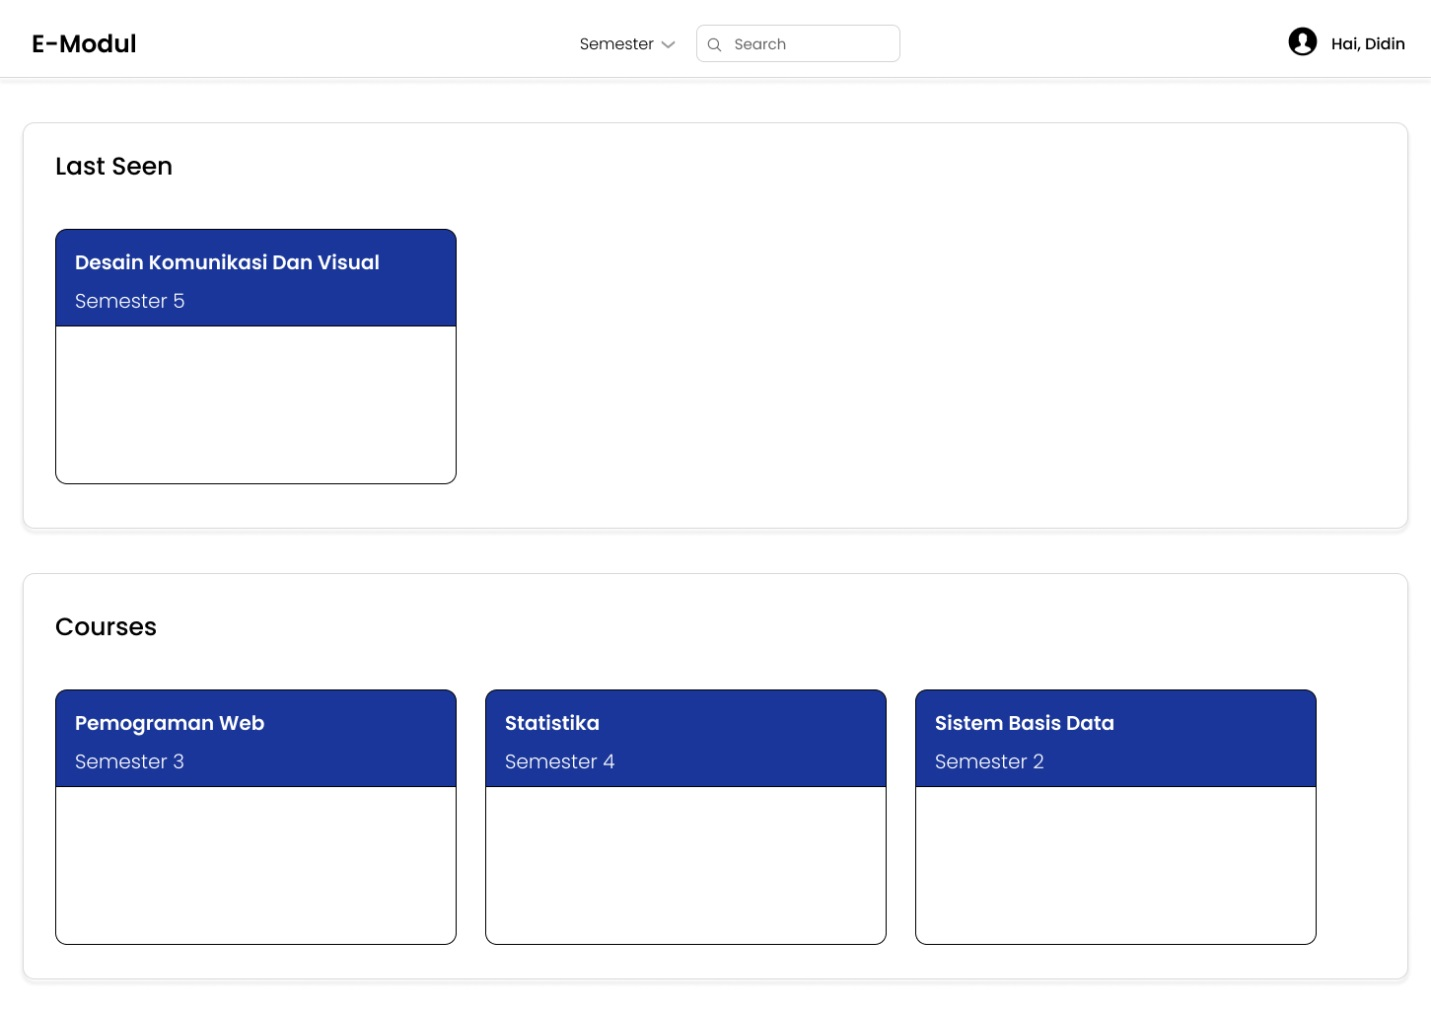 E-Modul
Semester
Search
Hai, Didin
Last Seen
Desain Komunikasi Dan Visual
Semester 5
Courses
Pemograman Web
Semester 3
Statistika
Semester 4
Sistem Basis Data
Semester 2